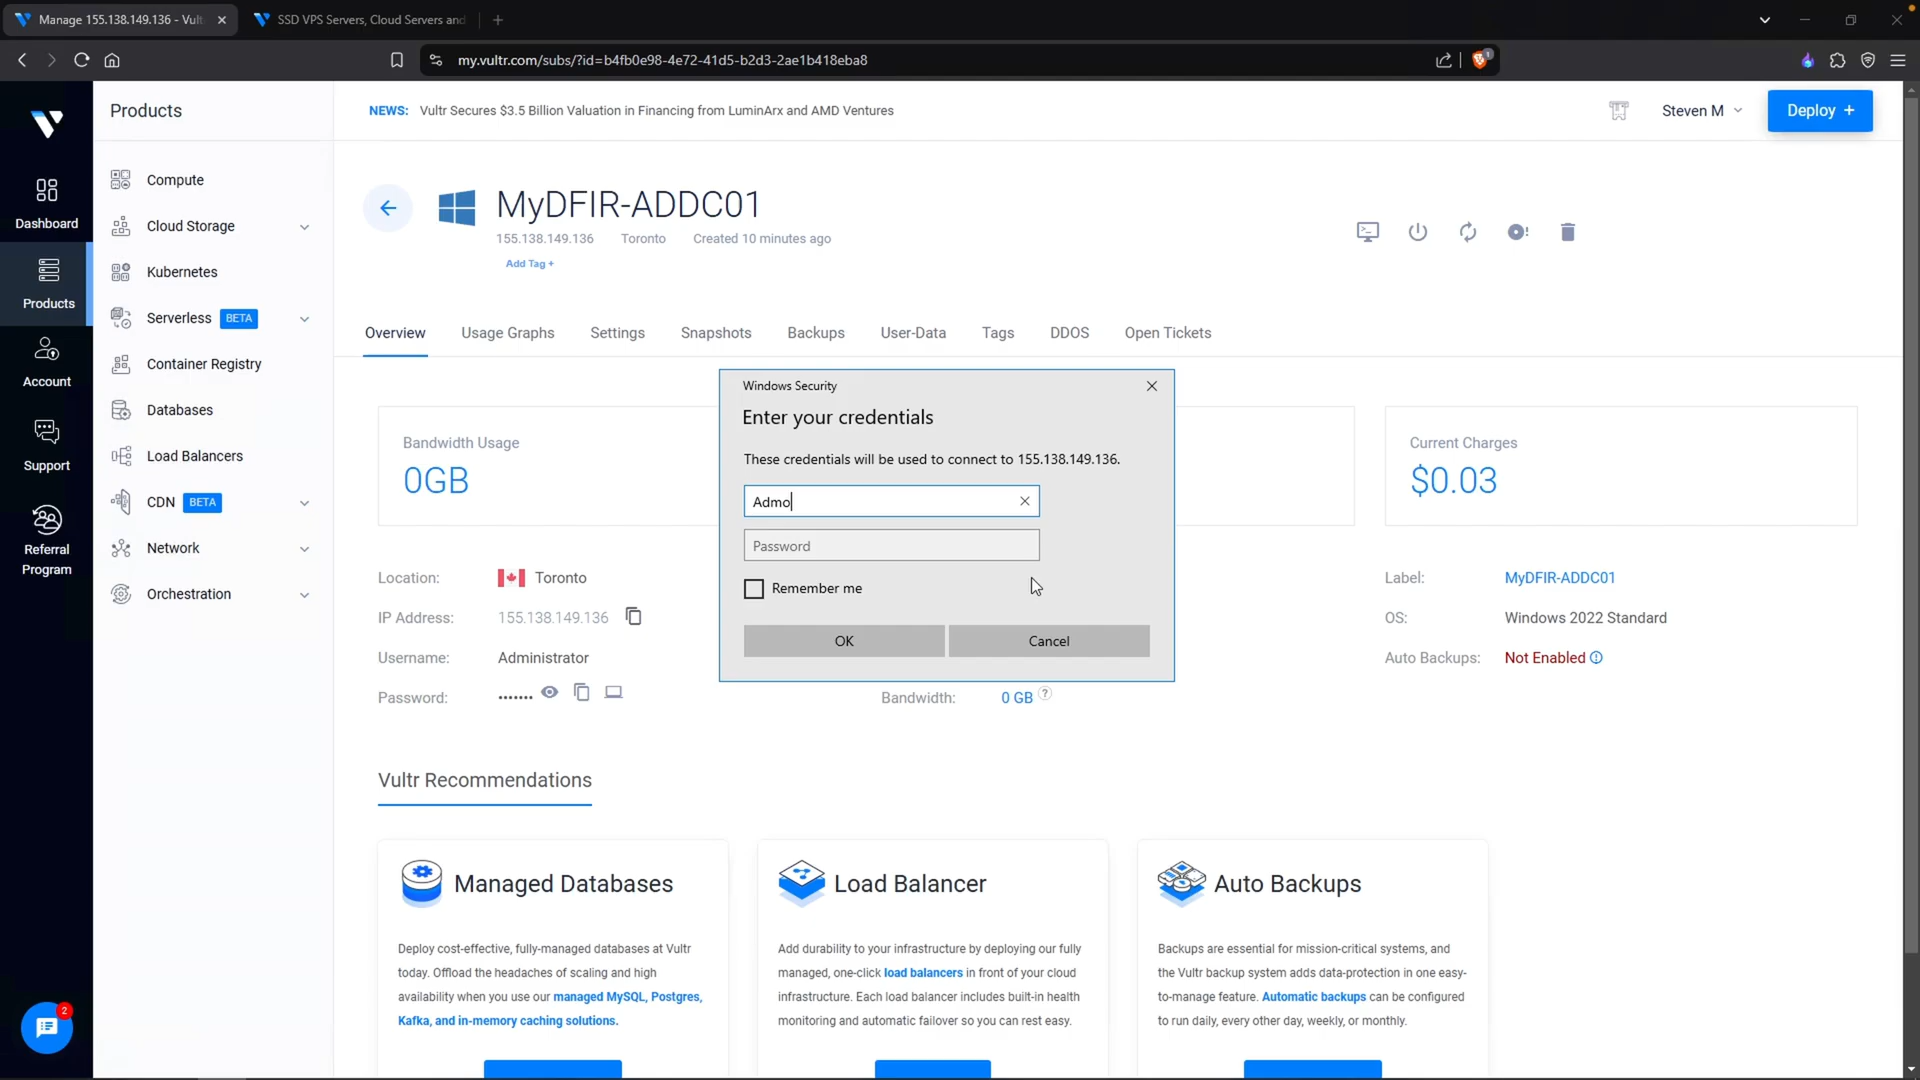 Manage 155.138.149.136 - Vult
SSD VPS Servers, Cloud Servers and
my.vultr.com/subs/?id=b4fb0e98-4e72-41d5-b2d3-2ae1b418eba8
1
Products
NEWS: Vultr Secures $3.5 Billion Valuation in Financing from LuminArx and AMD Ventures
Steven M
Deploy +
Dashboard
Products
Account
Support
Referral
Program
2
Compute
Cloud Storage
Kubernetes
Serverless BETA
Container Registry
Databases
Load Balancers
CDN BETA
Network
Orchestration
MyDFIR-ADDC01
155.138.149.136 Toronto Created 10 minutes ago
Add Tag +
Overview Usage Graphs Settings Snapshots Backups User-Data Tags DDOS Open Tickets
Bandwidth Usage
0GB
Current Charges
$0.03
Windows Security
Enter your credentials
These credentials will be used to connect to 155.138.149.136.
Admo
Password
Remember me
OK
Cancel
Location: Toronto
IP Address: 155.138.149.136
Username: Administrator
Password: •••••••
Bandwidth: 0 GB ?
Label: MyDFIR-ADDC01
OS: Windows 2022 Standard
Auto Backups: Not Enabled
Vultr Recommendations
Managed Databases
Deploy cost-effective, fully-managed databases at Vultr
today. Offload the headaches of scaling and high
availability when you use our managed MySQL, Postgres,
Kafka, and in-memory caching solutions.
Load Balancer
Add durability to your infrastructure by deploying our fully
managed, one-click load balancers in front of your cloud
infrastructure. Each load balancer includes built-in health
monitoring and automatic failover so you can rest easy.
Auto Backups
Backups are essential for mission-critical systems, and
the Vultr backup system adds data-protection in one easy-
to-manage feature. Automatic backups can be configured
to run daily, every other day, weekly, or monthly.